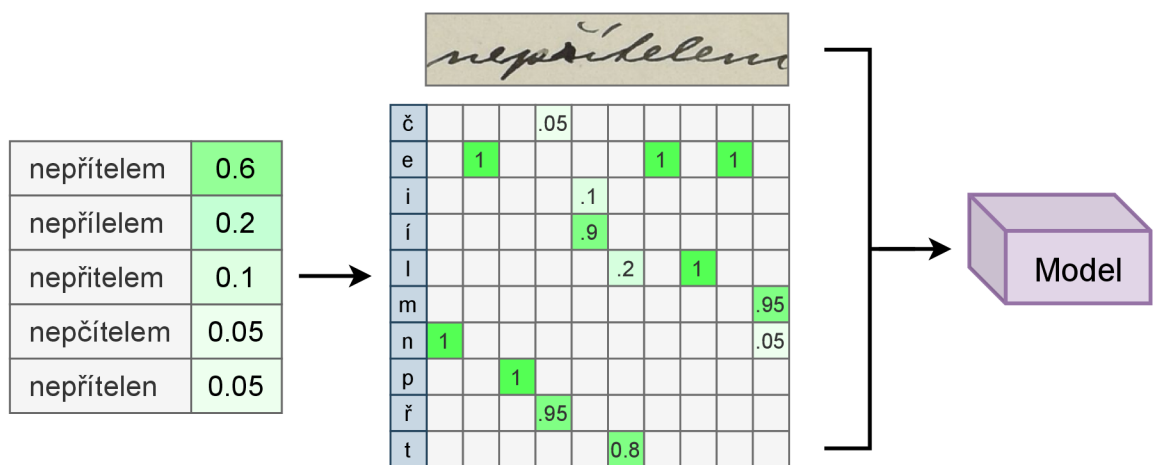 nepřítelem
nepřítelem 0.6
nepřílelem 0.2
nepřitelem 0.1
nepčítelem 0.05
nepřítelen 0.05
č .05
e 1 1 1
i .1
í .9
l .2 1
m .95
n 1 .05
p 1
ř .95
t 0.8
Model